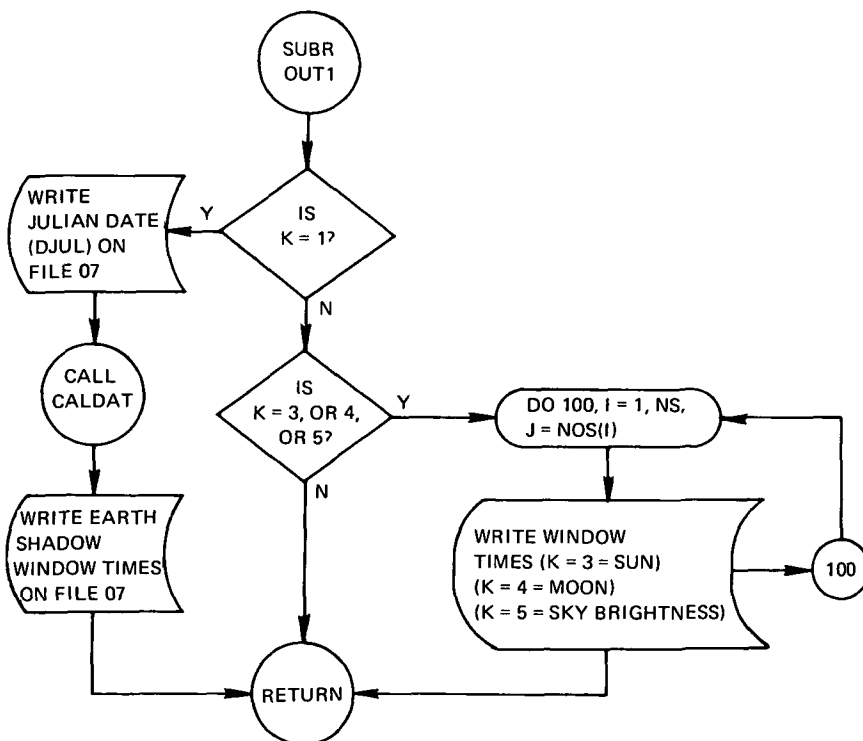 SUBR
OUT1
IS
K = 1?
Y
N
WRITE
JULIAN DATE
(DJUL) ON
FILE 07
CALL
CALDAT
WRITE EARTH
SHADOW
WINDOW TIMES
ON FILE 07
IS
K = 3, OR 4,
OR 5?
Y
N
DO 100, I = 1, NS,
J = NOS(I)
WRITE WINDOW
TIMES (K = 3 = SUN)
(K = 4 = MOON)
(K = 5 = SKY BRIGHTNESS)
100
RETURN